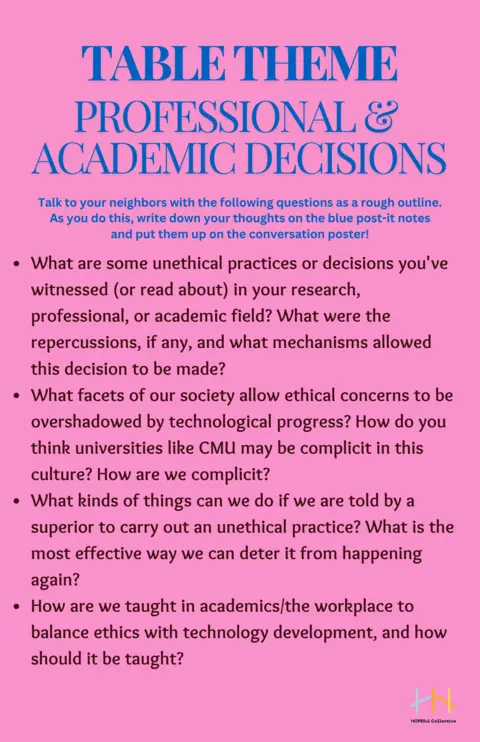 TABLE THEME
PROFESSIONAL &
ACADEMIC DECISIONS
Talk to your neighbors with the following questions as a rough outline.
As you do this, write down your thoughts on the blue post-it notes
and put them up on the conversation poster!
• What are some unethical practices or decisions you've
witnessed (or read about) in your research,
professional, or academic field? What were the
repercussions, if any, and what mechanisms allowed
this decision to be made?
• What facets of our society allow ethical concerns to be
overshadowed by technological progress? How do you
think universities like CMU may be complicit in this
culture? How are we complicit?
• What kinds of things can we do if we are told by a
superior to carry out an unethical practice? What is the
most effective way we can deter it from happening
again?
• How are we taught in academics/the workplace to
balance ethics with technology development, and how
should it be taught?
HH
HOPEful Collective